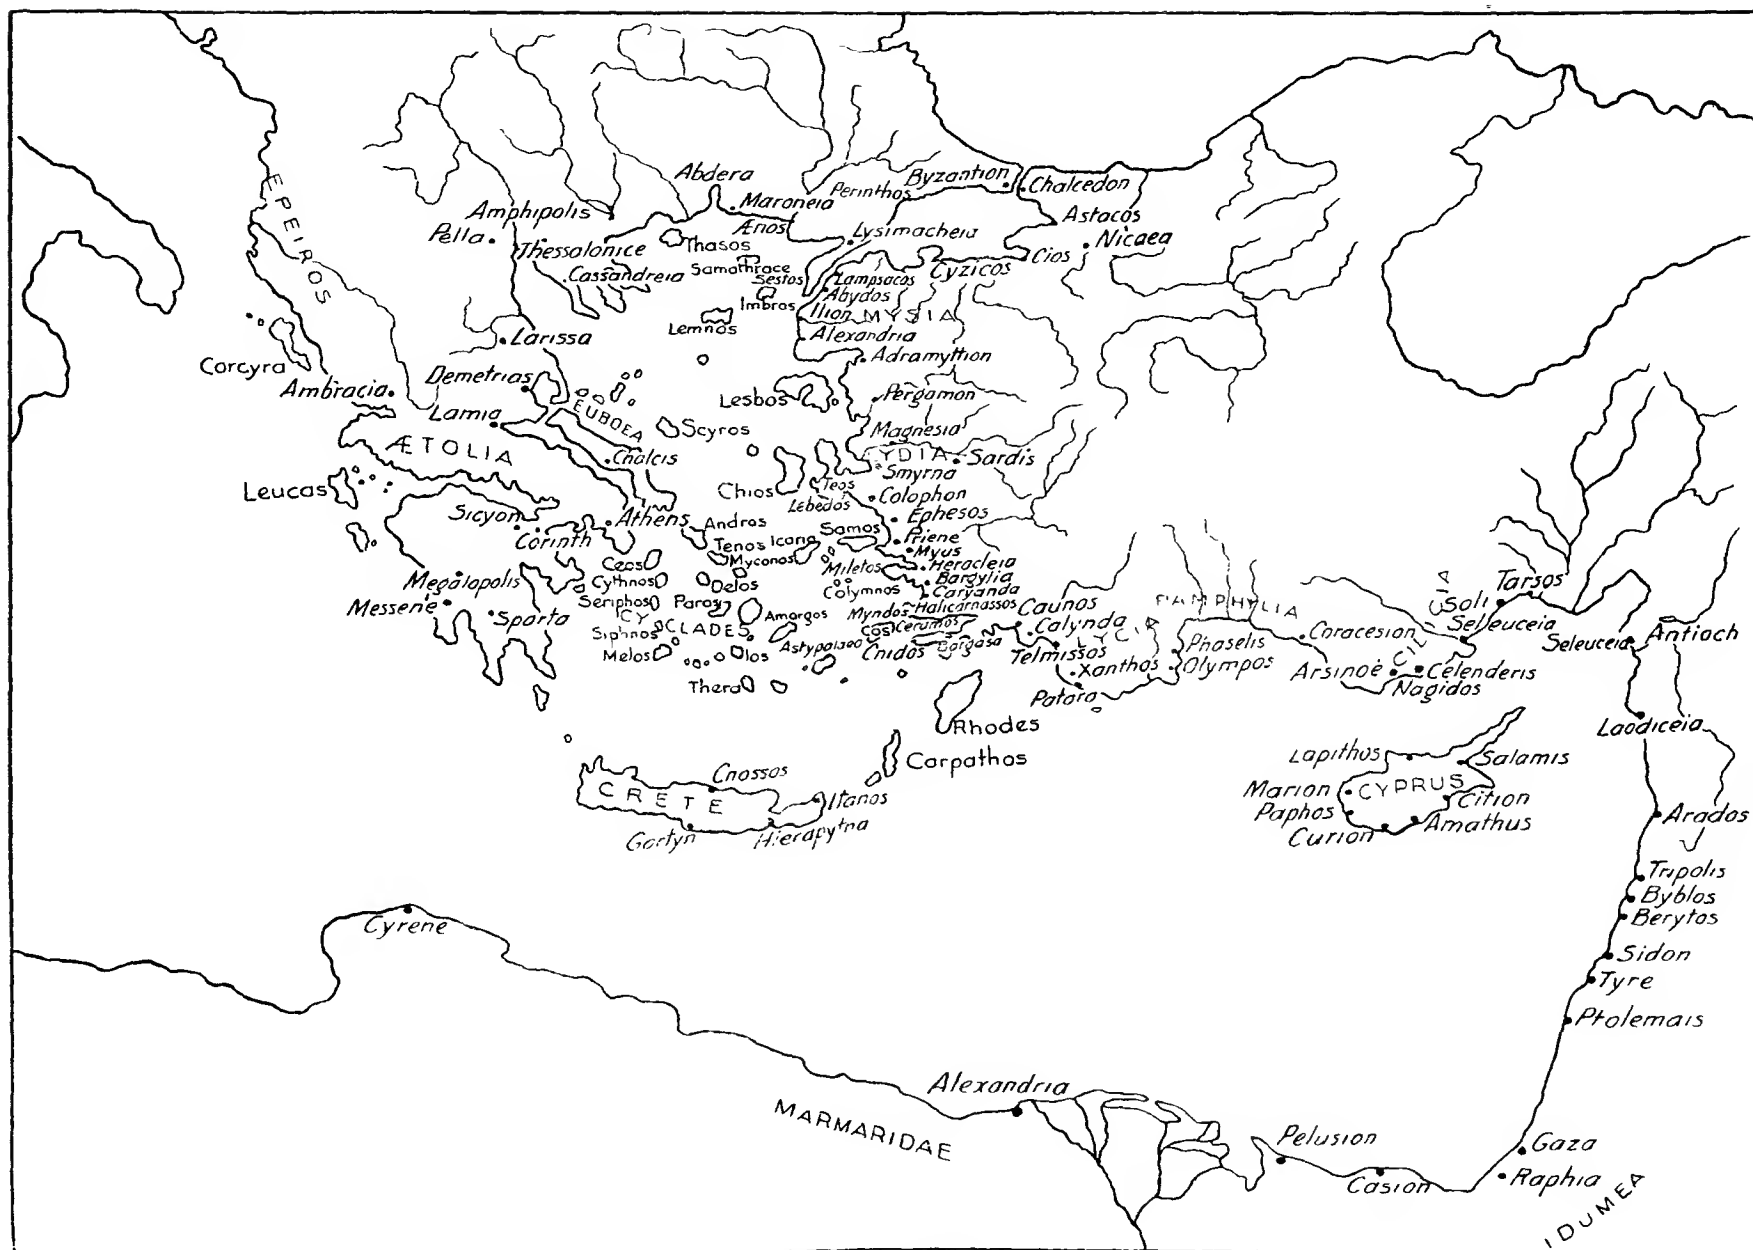 Abdera
Perinthos
Byzantion
Chalcedon
EPEIROS
Amphipolis
Maroneia
Astacos
Pella
Thessalonice
Ænos
Lysimacheia
Nicaea
Thasos
Cios
Cassandreia
Samothrace
Sestos
Cyzicos
Lampsacos
Abydos
Imbros
Ilion
MYSIA
Lemnos
Larissa
Alexandria
Corcyra
Adramyttion
Ambracia
Demetrias
Lesbos
Pergamon
Lamia
EUBOEA
Scyros
Magnesia
ÆTOLIA
Chalcis
LYDIA
Sardis
Smyrna
Leucas
Chios
Teos
Lebedos
Colophon
Sicyon
Athens
Andros
Ephesos
Corinth
Tenos
Icaria
Samos
Priene
Myconos
Myus
Ceos
Miletos
Heracleia
Megalopolis
Cythnos
Delos
Bargylia
Tarsos
Colymnos
Caryanda
Messene
Seriphos
Paros
Amorgos
Myndos
Halicarnassos
Caunos
PAMPHYLIA
Soli
Sparta
CYCLADES
Cos
Ceramos
Calynda
LYCIA
Coracesion
CILICIA
Seleuceia
Seleuceia
Antioch
Siphnos
Astypalaea
Cnidos
Bargasa
Telmissos
Phaselis
Melos
Ios
Xanthos
Olympos
Arsinoë
Celenderis
Thera
Patara
Nagidos
Rhodes
Laodiceia
Carpathos
Lapithos
Salamis
Cnossos
CRETE
Itanos
Marion
CYPRUS
Cition
Paphos
Amathus
Arados
Gortyn
Hierapytna
Curion
Tripolis
Byblos
Berytos
Cyrene
Sidon
Tyre
Ptolemais
Alexandria
MARMARIDAE
Pelusion
Gaza
Casion
Raphia
IDUMEA